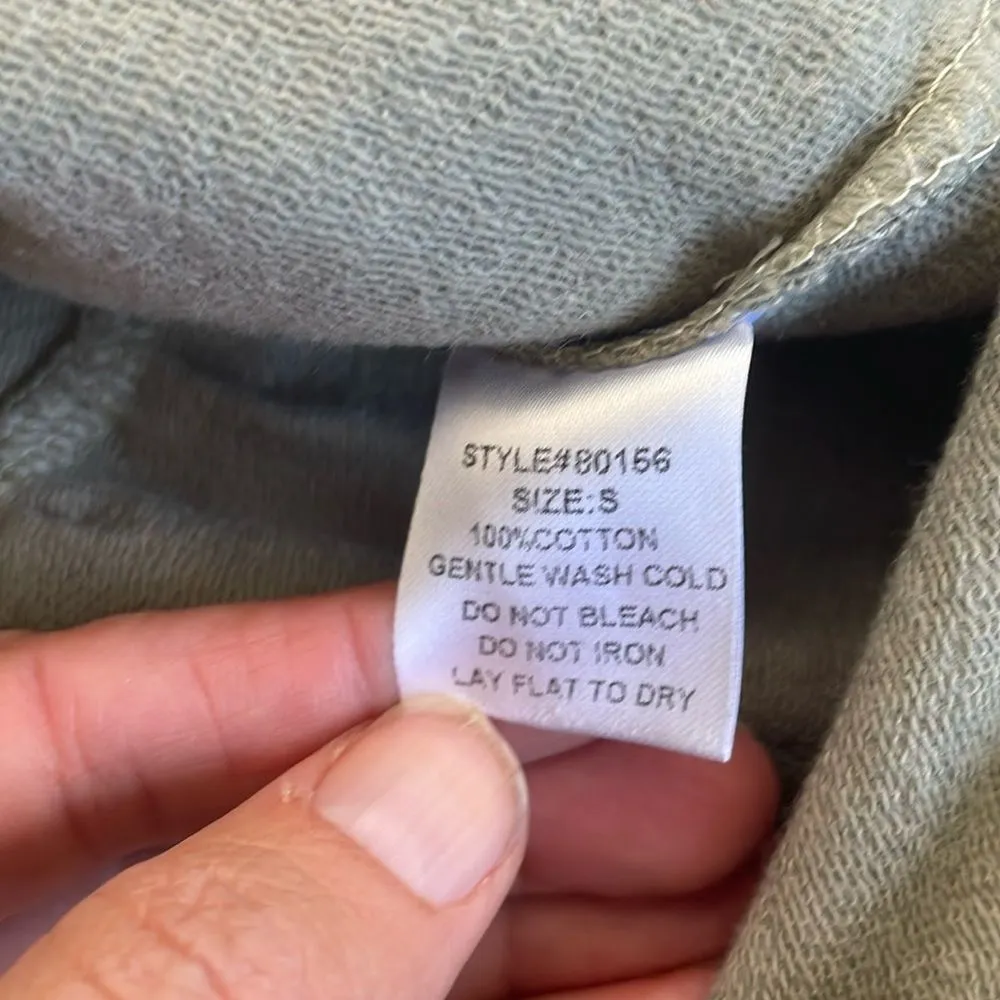 STYLE#80156
SIZE:S
100%COTTON
GENTLE WASH COLD
DO NOT BLEACH
DO NOT IRON
LAY FLAT TO DRY